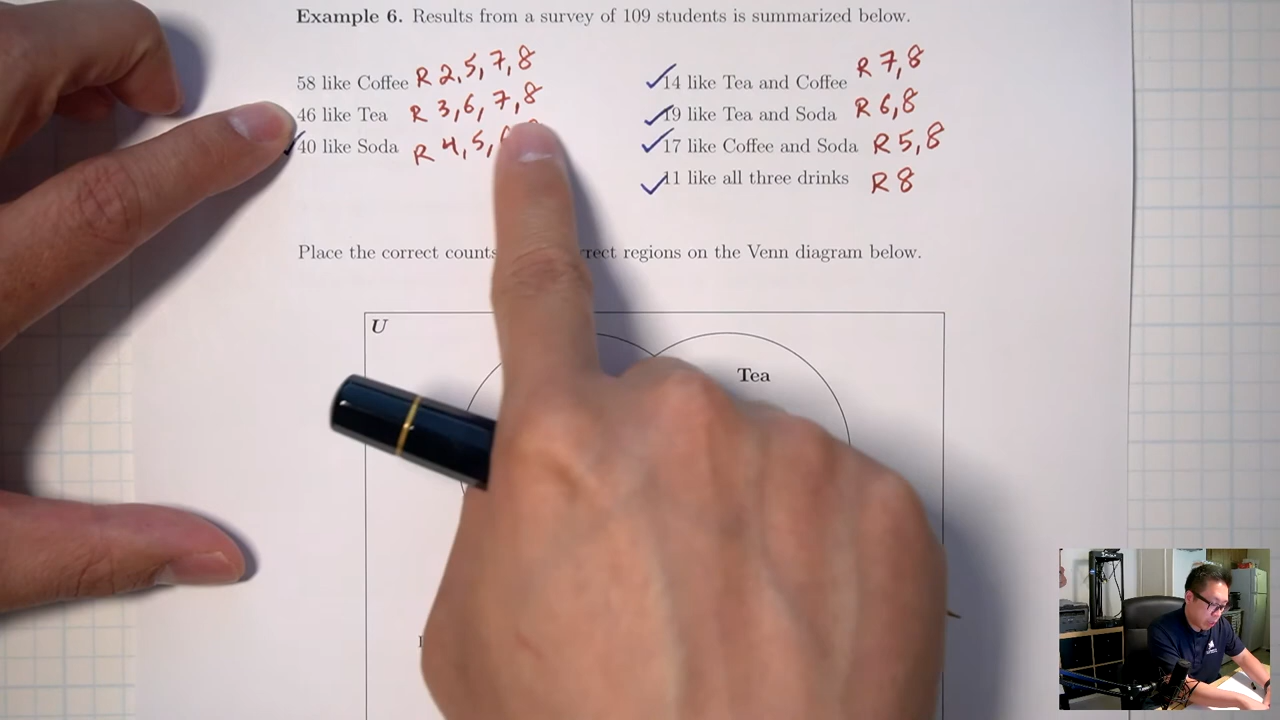 Example 6. Results from a survey of 109 students is summarized below.
58 like Coffee R 2,5,7,8
46 like Tea R 3,6,7,8
40 like Soda R 4,5,
14 like Tea and Coffee R 7,8
19 like Tea and Soda R 6,8
17 like Coffee and Soda R 5,8
11 like all three drinks R 8
Place the correct counts rrect regions on the Venn diagram below.
U
Tea